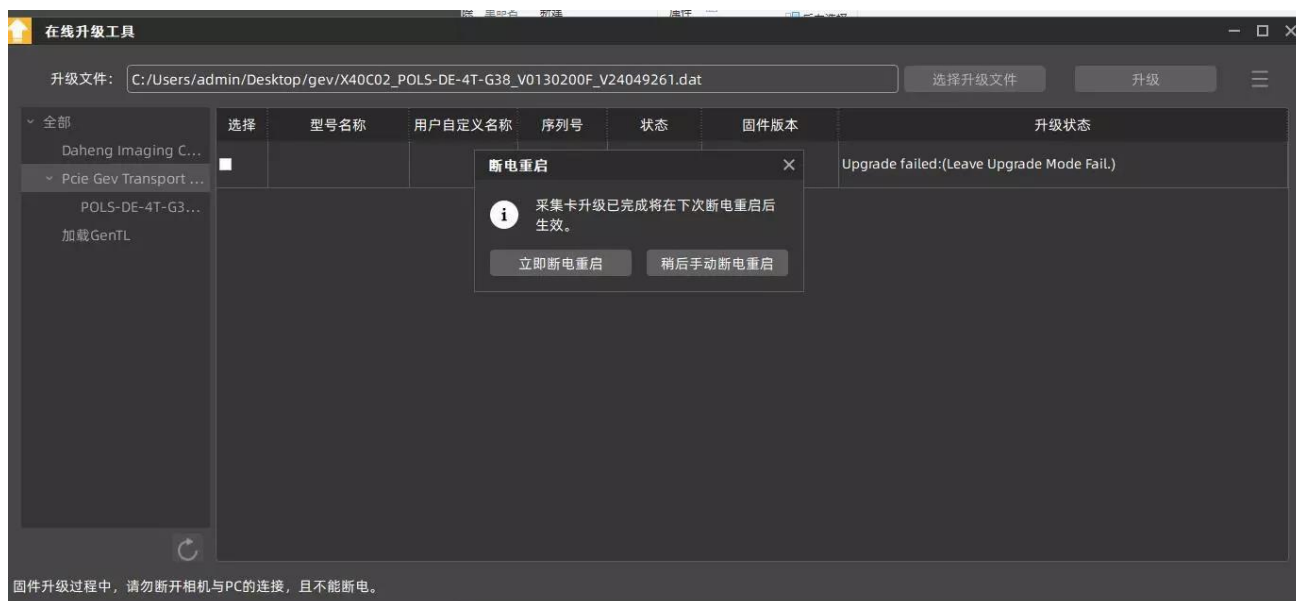 重命名 新建 属性
在线升级工具
升级文件： C:/Users/admin/Desktop/gev/X40C02_POLS-DE-4T-G38_V0130200F_V24049261.dat 选择升级文件 升级
全部 选择 型号名称 用户自定义名称 序列号 状态 固件版本 升级状态
Daheng Imaging C...
Pcie Gev Transport ... Upgrade failed:(Leave Upgrade Mode Fail.)
POLS-DE-4T-G3...
加载GenTL
断电重启
采集卡升级已完成将在下次断电重启后
生效。
立即断电重启 稍后手动断电重启
固件升级过程中，请勿断开相机与PC的连接，且不能断电。